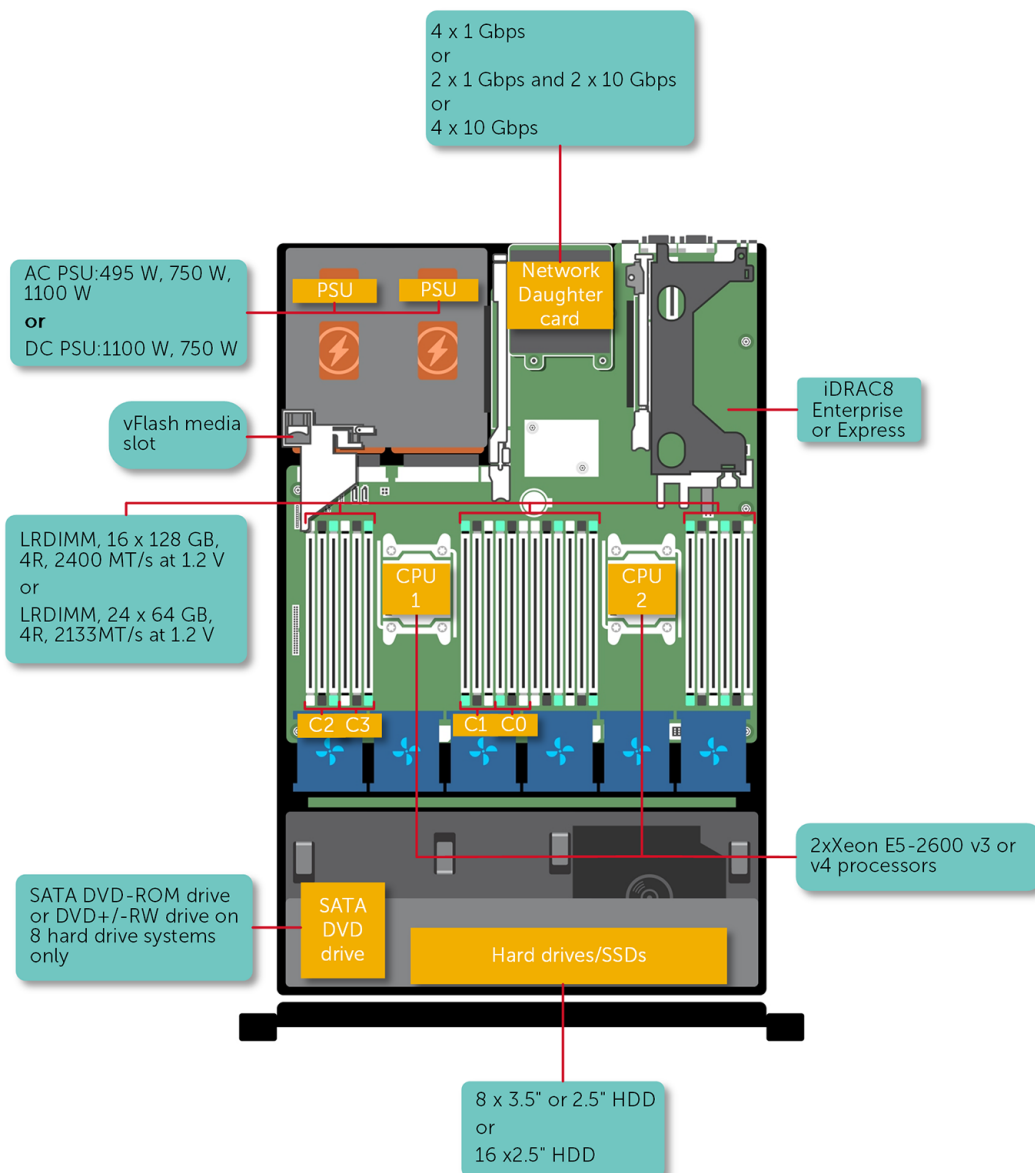 4 x 1 Gbps
or
2 x 1 Gbps and 2 x 10 Gbps
or
4 x 10 Gbps
AC PSU:495 W, 750 W,
1100 W
or
DC PSU:1100 W, 750 W
PSU
PSU
Network
Daughter
card
iDRAC8
Enterprise
or Express
vFlash media
slot
LRDIMM, 16 x 128 GB,
4R, 2400 MT/s at 1.2 V
or
LRDIMM, 24 x 64 GB,
4R, 2133MT/s at 1.2 V
CPU
1
CPU
2
C2
C3
C1
C0
2xXeon E5-2600 v3 or
v4 processors
SATA DVD-ROM drive
or DVD+/-RW drive on
8 hard drive systems
only
SATA
DVD
drive
Hard drives/SSDs
8 x 3.5" or 2.5" HDD
or
16 x2.5" HDD